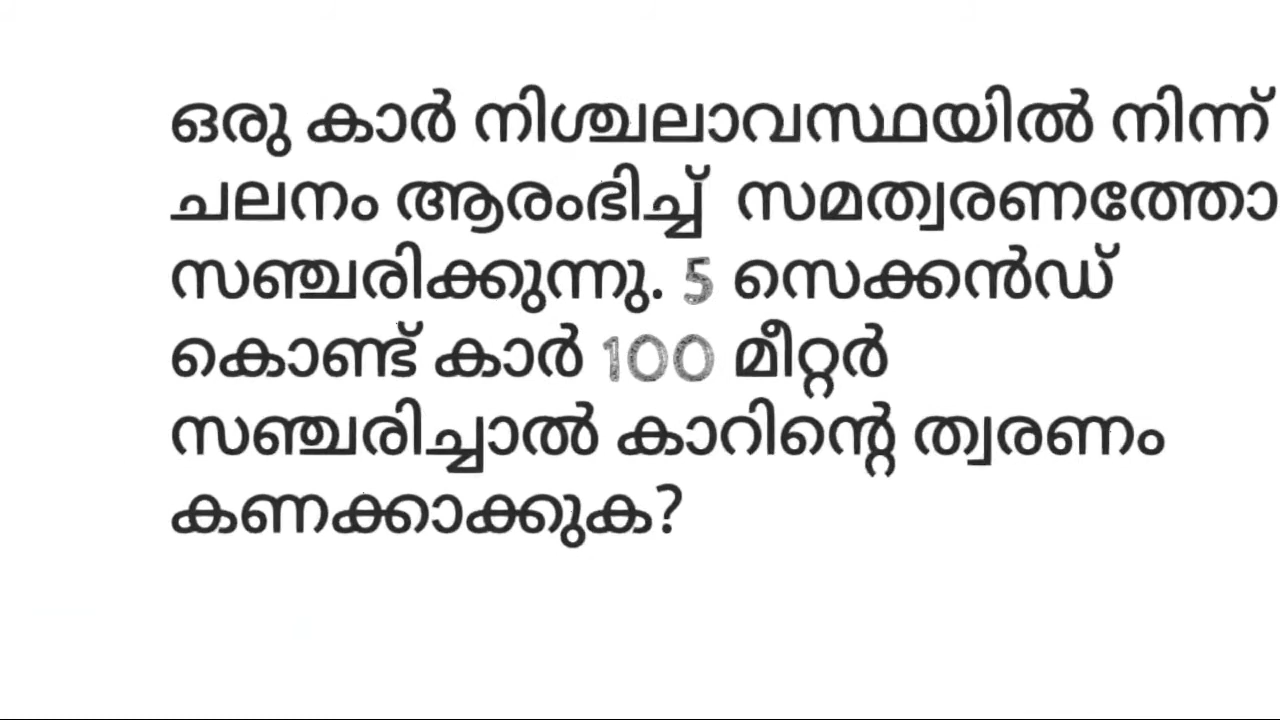 ഒരു കാർ നിശ്ചലാവസ്ഥയിൽ നിന്ന്
ചലനം ആരംഭിച്ച് സമത്വരണത്തോ
സഞ്ചരിക്കുന്നു. 5 സെക്കൻഡ്
കൊണ്ട് കാർ 100 മീറ്റർ
സഞ്ചരിച്ചാൽ കാറിന്റെ ത്വരണം
കണക്കാക്കുക?